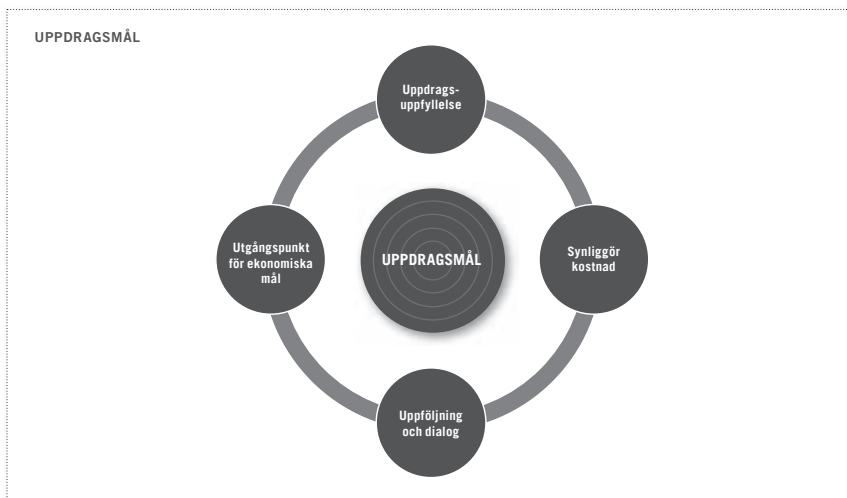 UPPDRAGSMÅL
Uppdrags-
uppfyllelse
Utgångspunkt
för ekonomiska
mål
UPPDRAGSMÅL
Synliggör
kostnad
Uppföljning
och dialog